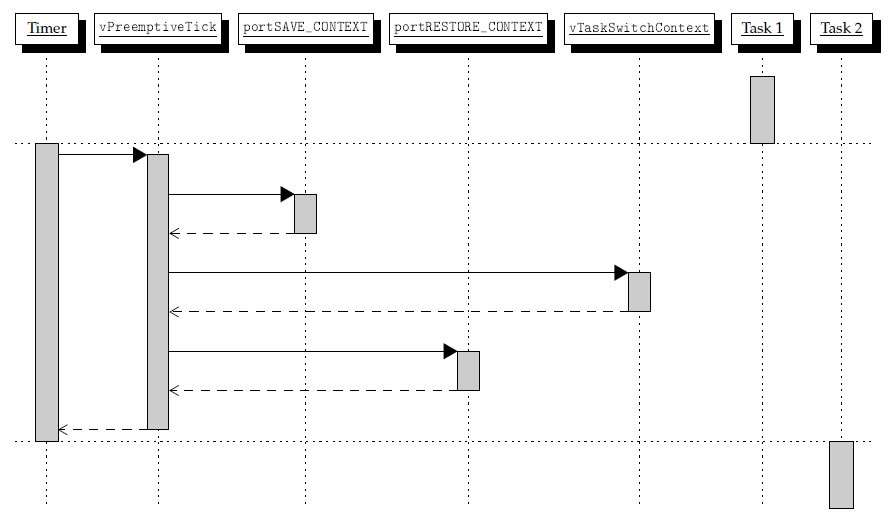 Timer
vPreemptiveTick
portSAVE_CONTEXT
portRESTORE_CONTEXT
vTaskSwitchContext
Task 1
Task 2